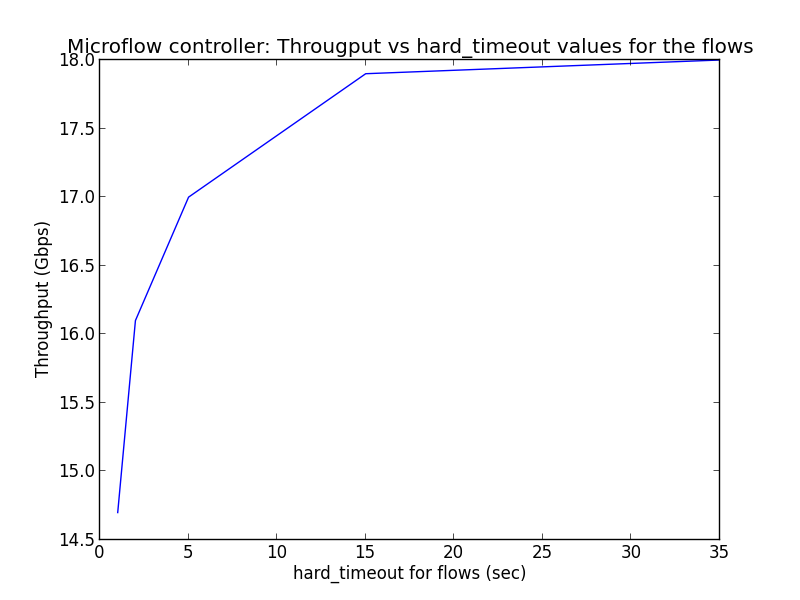 Microflow controller: Througput vs hard_timeout values for the flows
18.0
17.5
17.0
16.5
16.0
15.5
15.0
14.5
Throughput (Gbps)
0 5 10 15 20 25 30 35
hard_timeout for flows (sec)